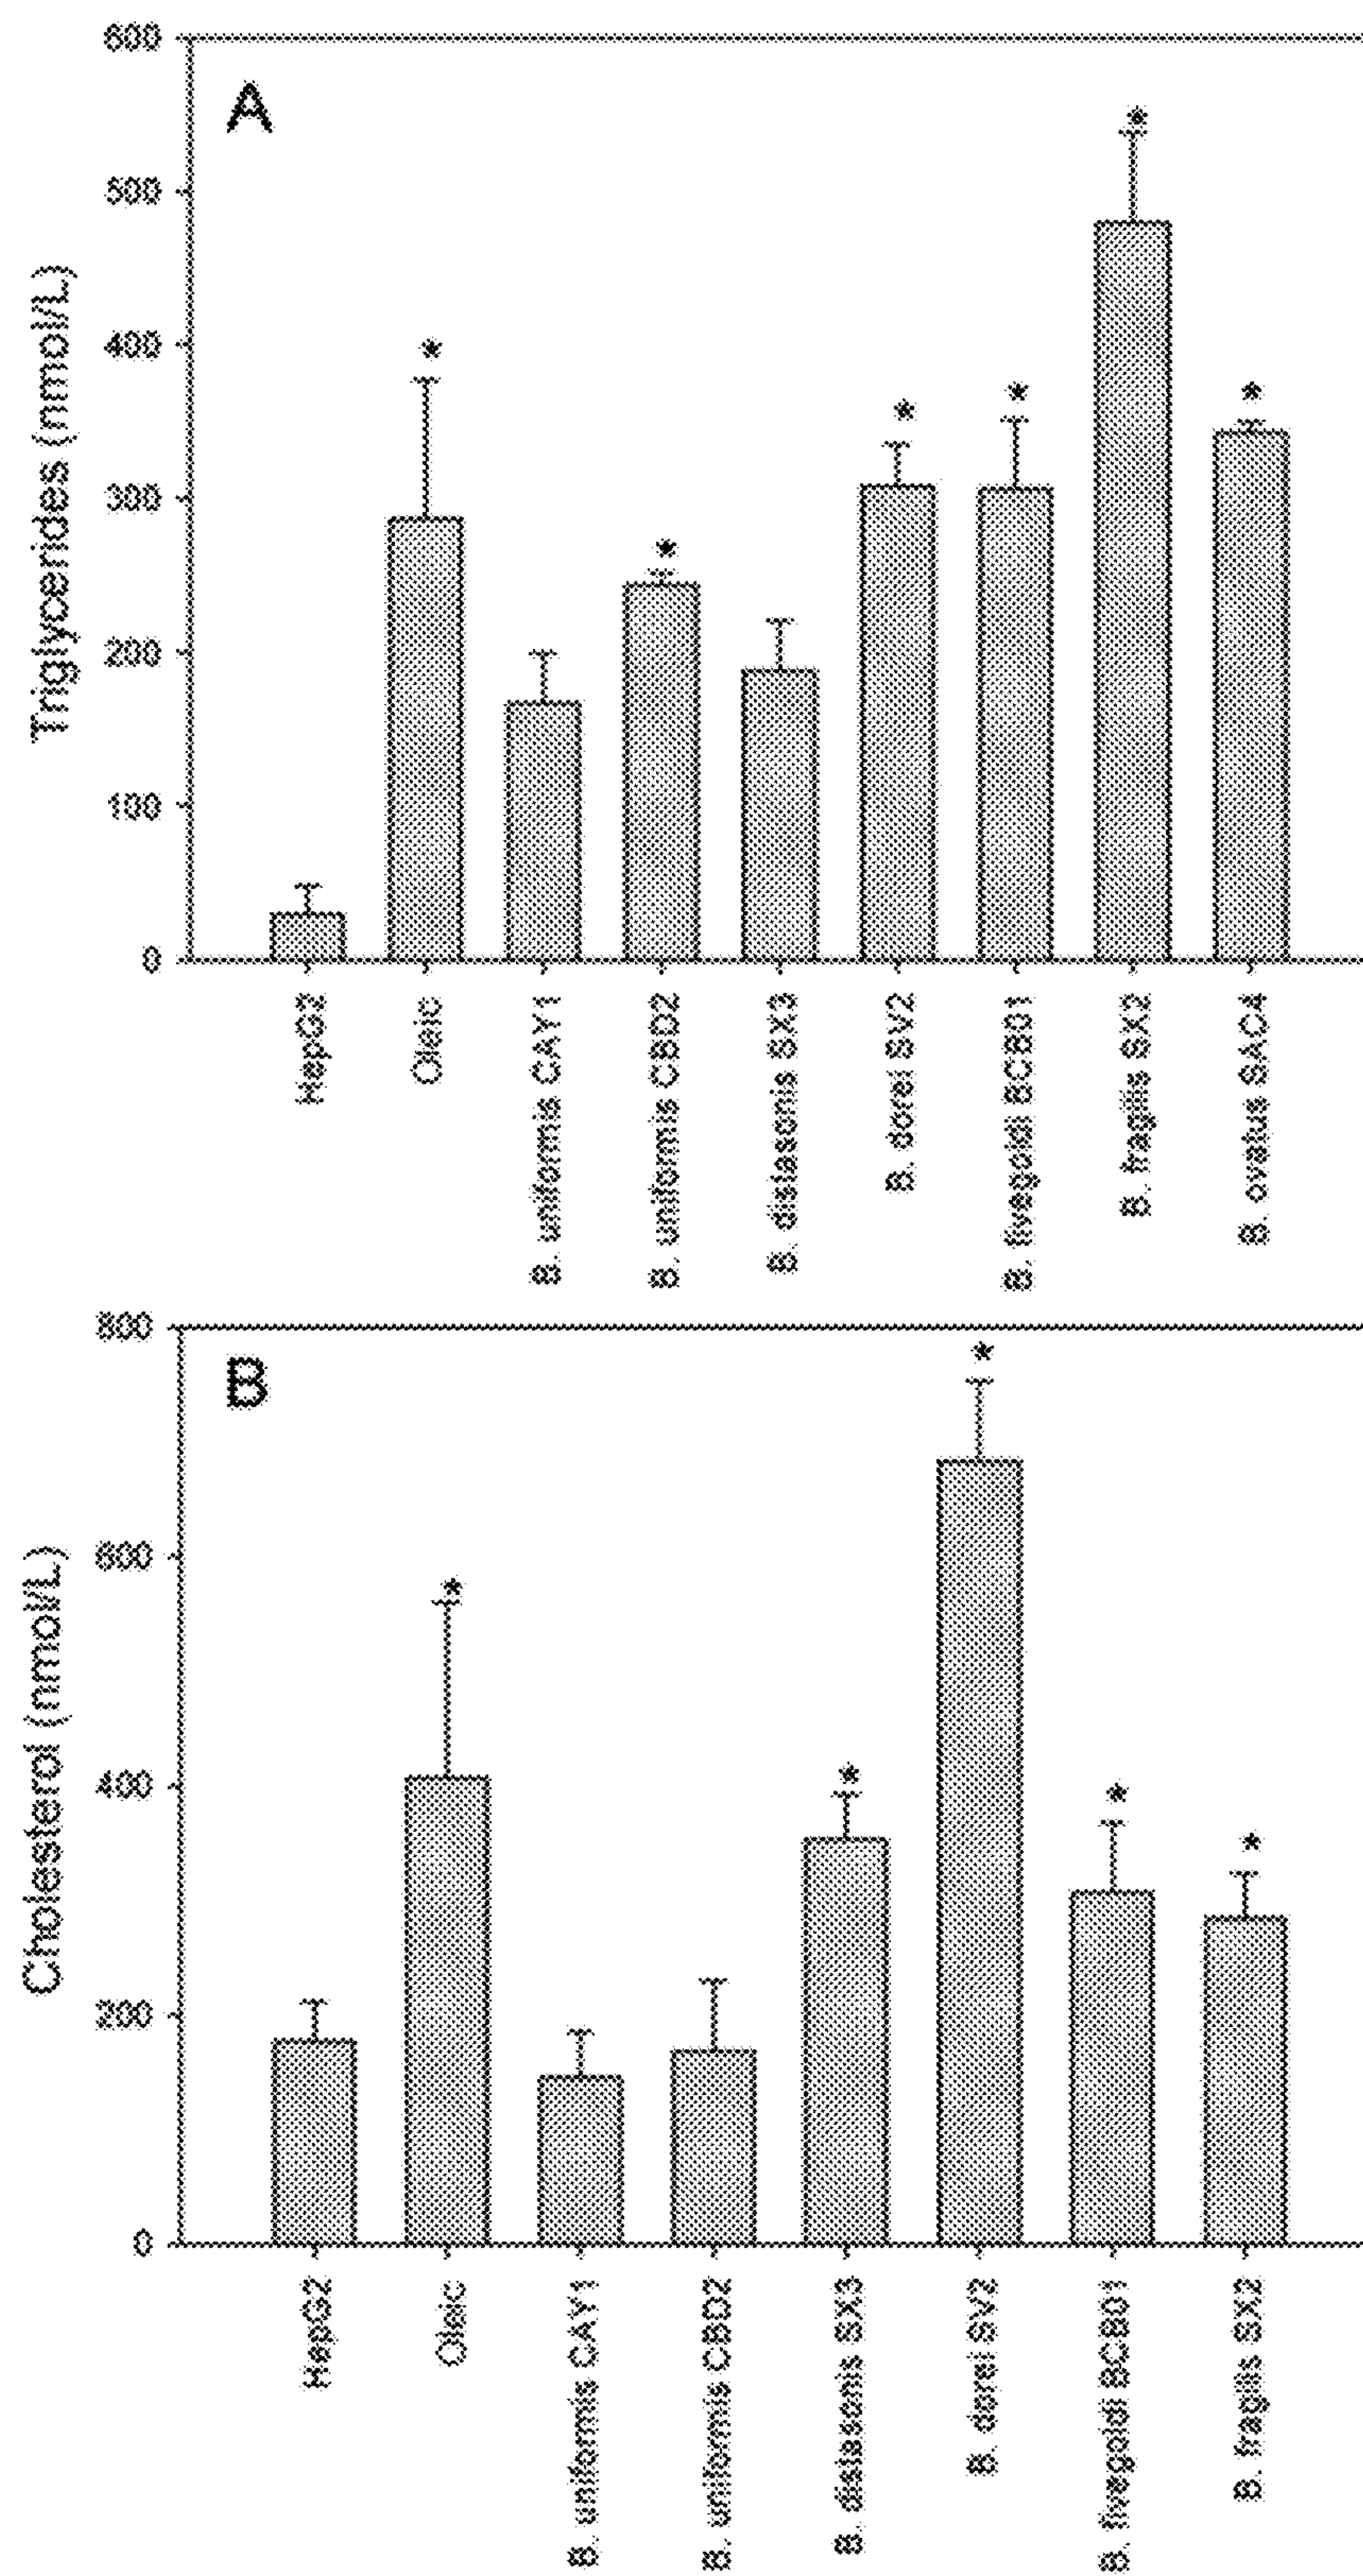 A
Triglycerides (nmol/L)
600
500
400
300
200
100
0
*
*
*
*
*
*
HepG2
Oleic
B. uniformis CAY1
B. uniformis CBD2
B. distasonis SX3
B. dorei SV2
B. livegoidi BCB01
B. fragilis SX2
B. ovatus SAC4
B
Cholesterol (nmol/L)
800
600
400
200
0
*
*
*
*
*
HepG2
Oleic
B. uniformis CAY1
B. uniformis CBD2
B. distasonis SX3
B. dorei SV2
B. livegoidi BCB01
B. fragilis SX2